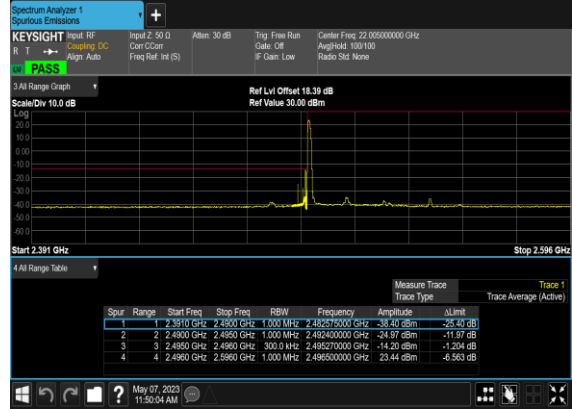 Spectrum Analyzer 1
Spurious Emissions
+
KEYSIGHT Input: RF Input Z: 50 Ω Atten: 30 dB Trig: Free Run Center Freq: 22.005000000 GHz
R T Coupling: DC Corr CCorr Gate: Off Avg|Hold: 100/100
Align: Auto Freq Ref: Int (S) IF Gain: Low Radio Std: None
PASS
3 All Range Graph
Ref Lvl Offset 18.39 dB
Scale/Div 10.0 dB Ref Value 30.00 dBm
Log
20.0
10.0
0.00
-10.0
-20.0
-30.0
-40.0
-50.0
-60.0
Start 2.391 GHz Stop 2.596 GHz
4 All Range Table
Measure Trace Trace 1
Trace Type Trace Average (Active)
Spur Range Start Freq Stop Freq RBW Frequency Amplitude ΔLimit
1 1 2.3910 GHz 2.4900 GHz 1.000 MHz 2.482575000 GHz -38.40 dBm -25.40 dB
2 2 2.4900 GHz 2.4950 GHz 1.000 MHz 2.492400000 GHz -24.97 dBm -11.97 dB
3 3 2.4950 GHz 2.4960 GHz 300.0 kHz 2.495270000 GHz -14.20 dBm -1.204 dB
4 4 2.4960 GHz 2.5960 GHz 1.000 MHz 2.496500000 GHz 23.44 dBm -6.563 dB
? May 07, 2023
11:50:04 AM